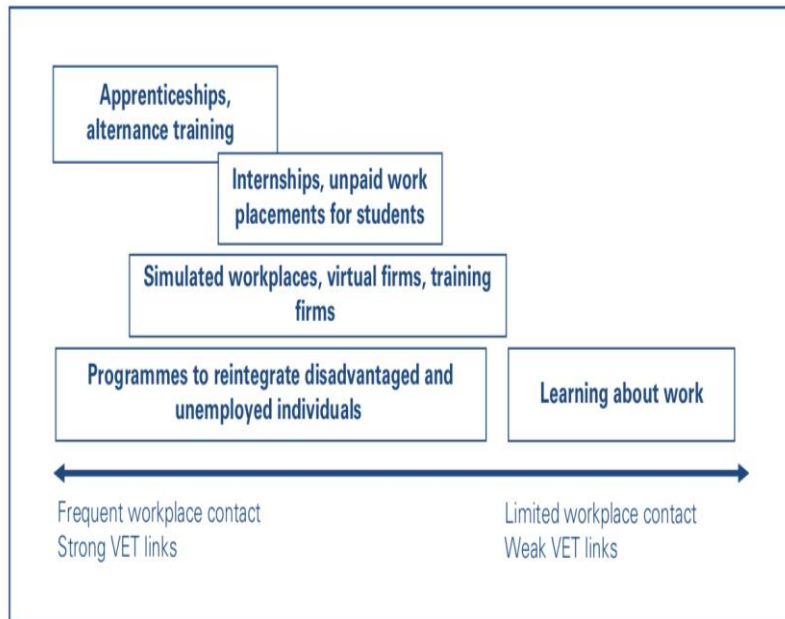 Apprenticeships,
alternance training
Internships, unpaid work
placements for students
Simulated workplaces, virtual firms, training
firms
Programmes to reintegrate disadvantaged and
unemployed individuals
Learning about work
Frequent workplace contact
Strong VET links
Limited workplace contact
Weak VET links